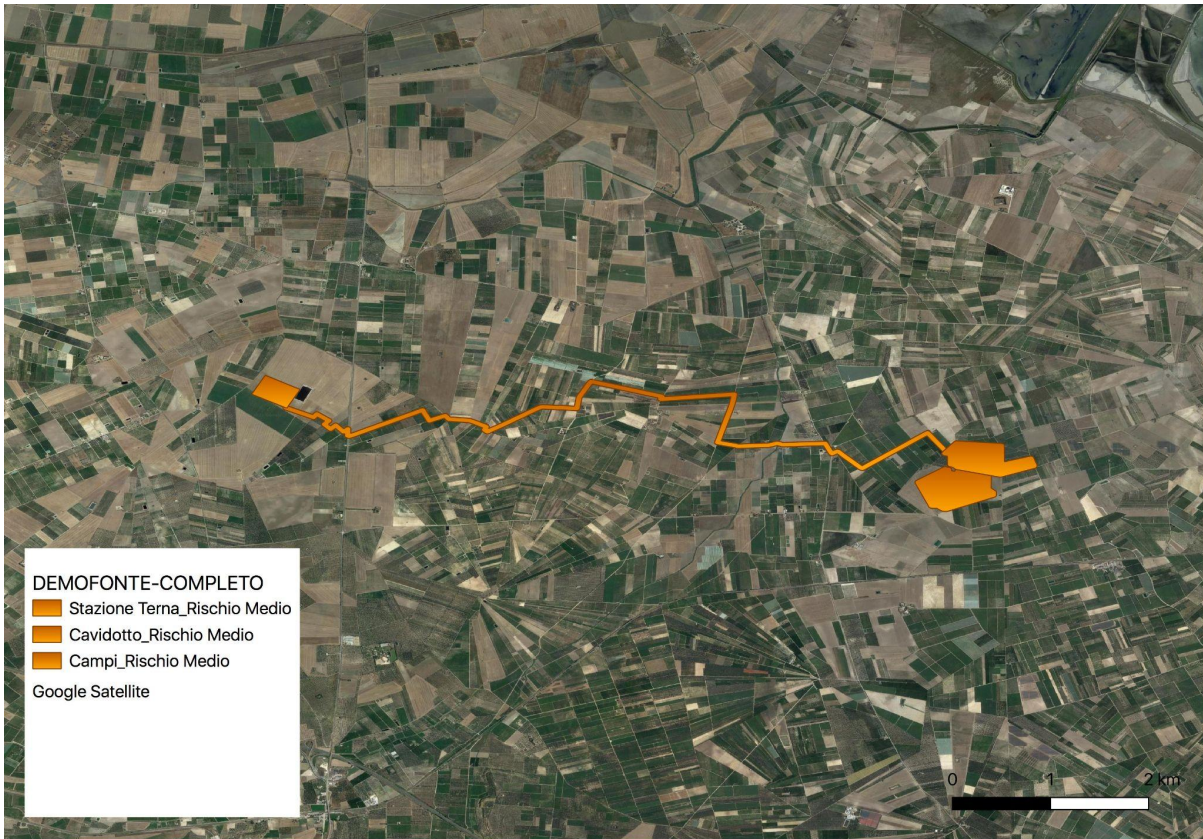 DEMOFONTE-COMPLETO
Stazione Terna_Rischio Medio
Cavidotto_Rischio Medio
Campi_Rischio Medio
Google Satellite
0 1 2 km